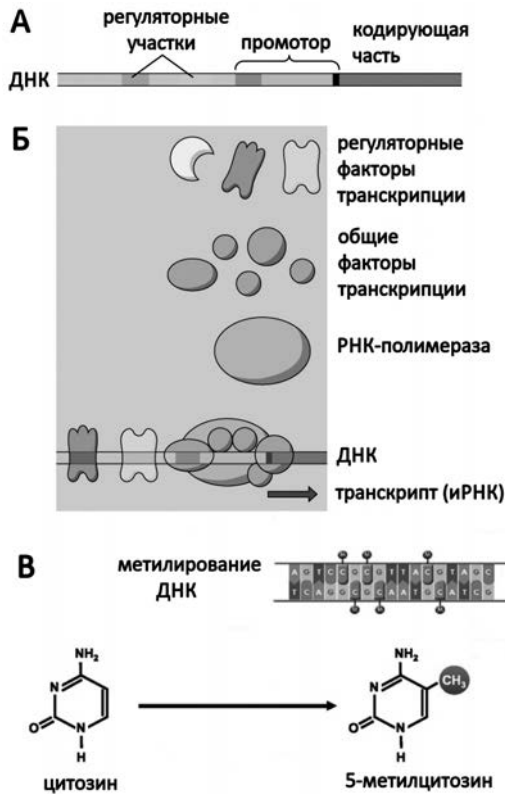 А
регуляторные
участки
промотор
кодирующая
часть
ДНК
Б
регуляторные
факторы
транскрипции
общие
факторы
транскрипции
РНК-полимераза
ДНК
транскрипт (иРНК)
В
метилирование
ДНК
A G T C C G C G T T A C G T A G C
T C A G G C G C A A T G C A T C G
NH₂
N
O
N
H
цитозин
NH₂
CH₃
N
O
N
H
5-метилцитозин